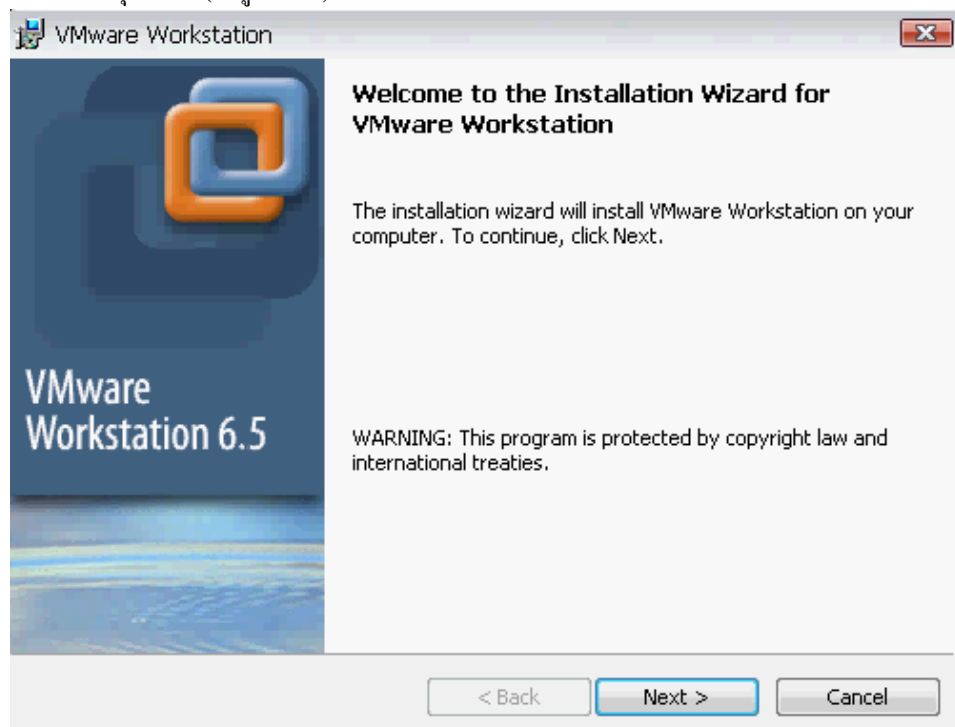 VMware Workstation
Welcome to the Installation Wizard for
VMware Workstation
The installation wizard will install VMware Workstation on your
computer. To continue, click Next.
VMware
Workstation 6.5
WARNING: This program is protected by copyright law and
international treaties.
< Back
Next >
Cancel